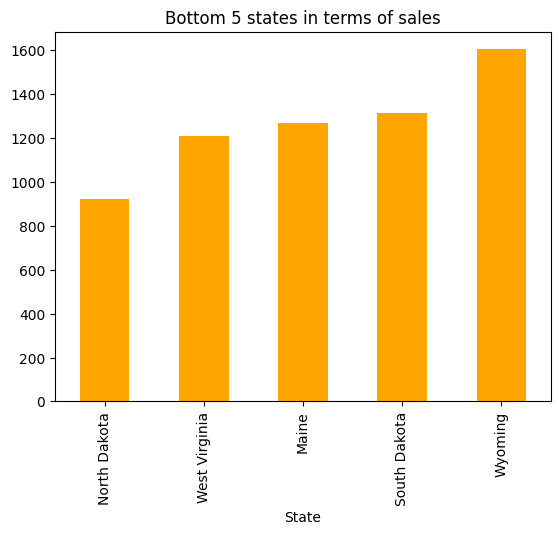 Bottom 5 states in terms of sales
1600
1400
1200
1000
800
600
400
200
0
North Dakota
West Virginia
Maine
South Dakota
Wyoming
State